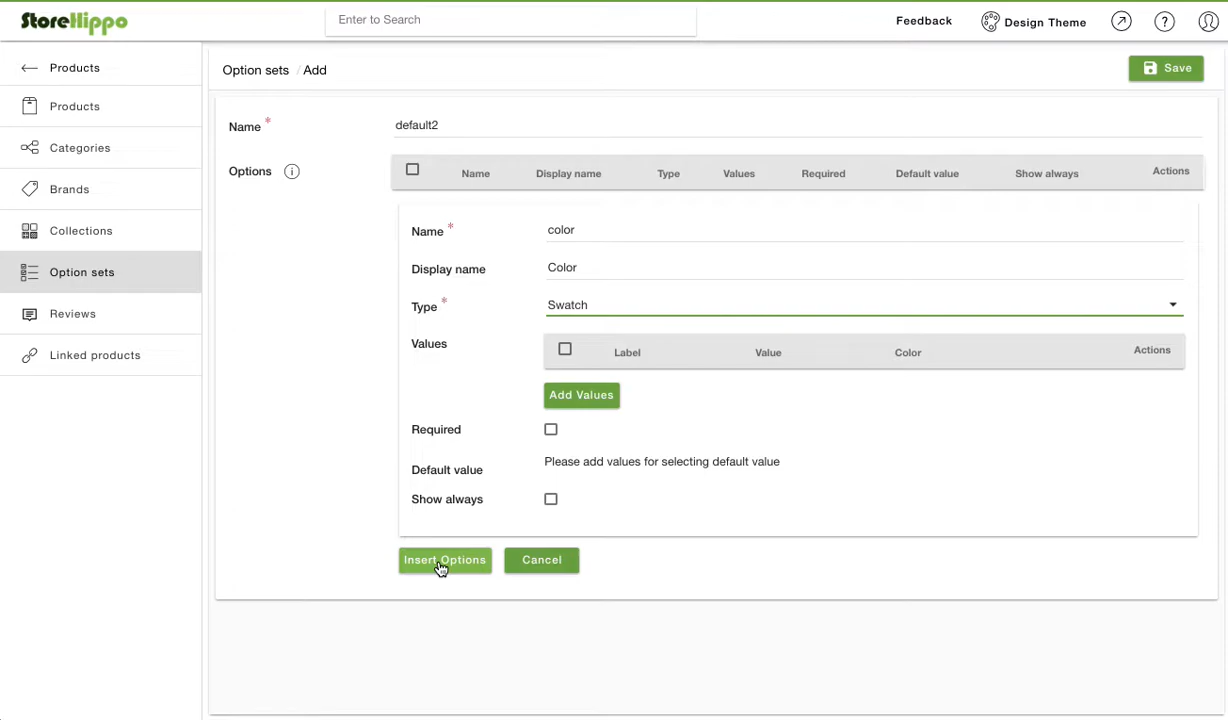 StoreHippo
Enter to Search
Feedback
Design Theme
Products
Products
Categories
Brands
Collections
Option sets
Reviews
Linked products
Option sets / Add
Save
Name *
default2
Options
Name Display name Type Values Required Default value Show always Actions
Name * color
Display name Color
Type * Swatch
Values
Label Value Color Actions
Add Values
Required
Default value Please add values for selecting default value
Show always
Insert Options Cancel